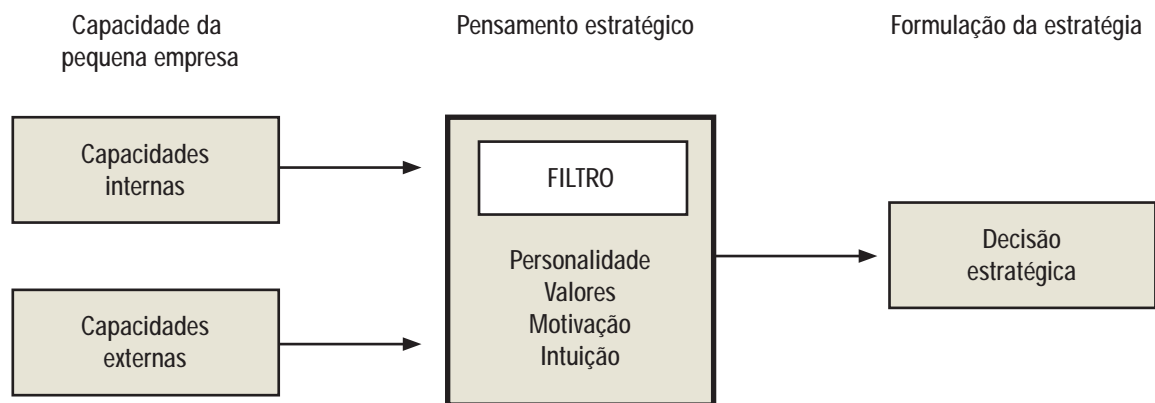 Capacidade da
pequena empresa
Pensamento estratégico
Formulação da estratégia
Capacidades
internas
Capacidades
externas
FILTRO
Personalidade
Valores
Motivação
Intuição
Decisão
estratégica